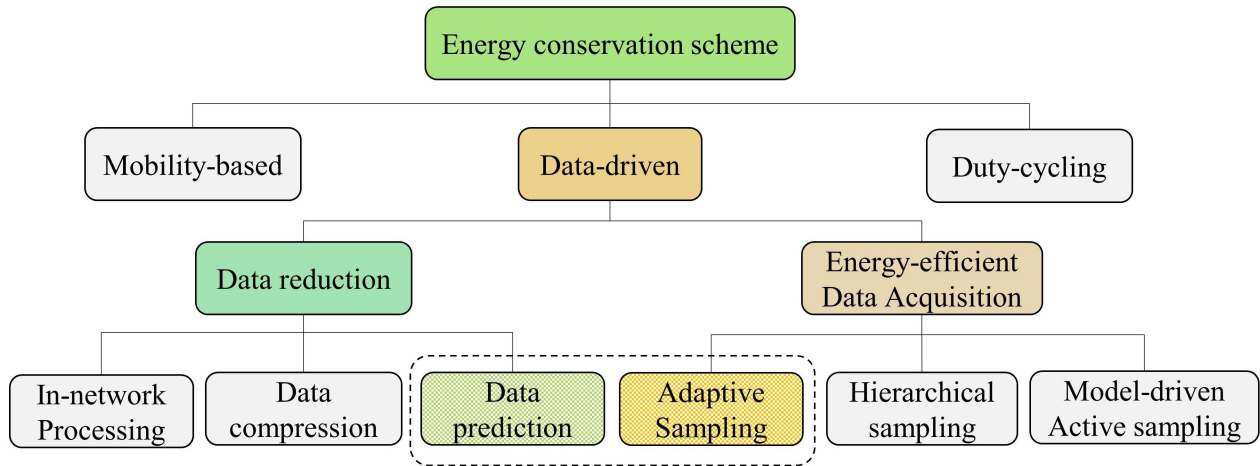 Energy conservation scheme
Mobility-based
Data-driven
Duty-cycling
Data reduction
Energy-efficient
Data Acquisition
In-network
Processing
Data
compression
Data
prediction
Adaptive
Sampling
Hierarchical
sampling
Model-driven
Active sampling